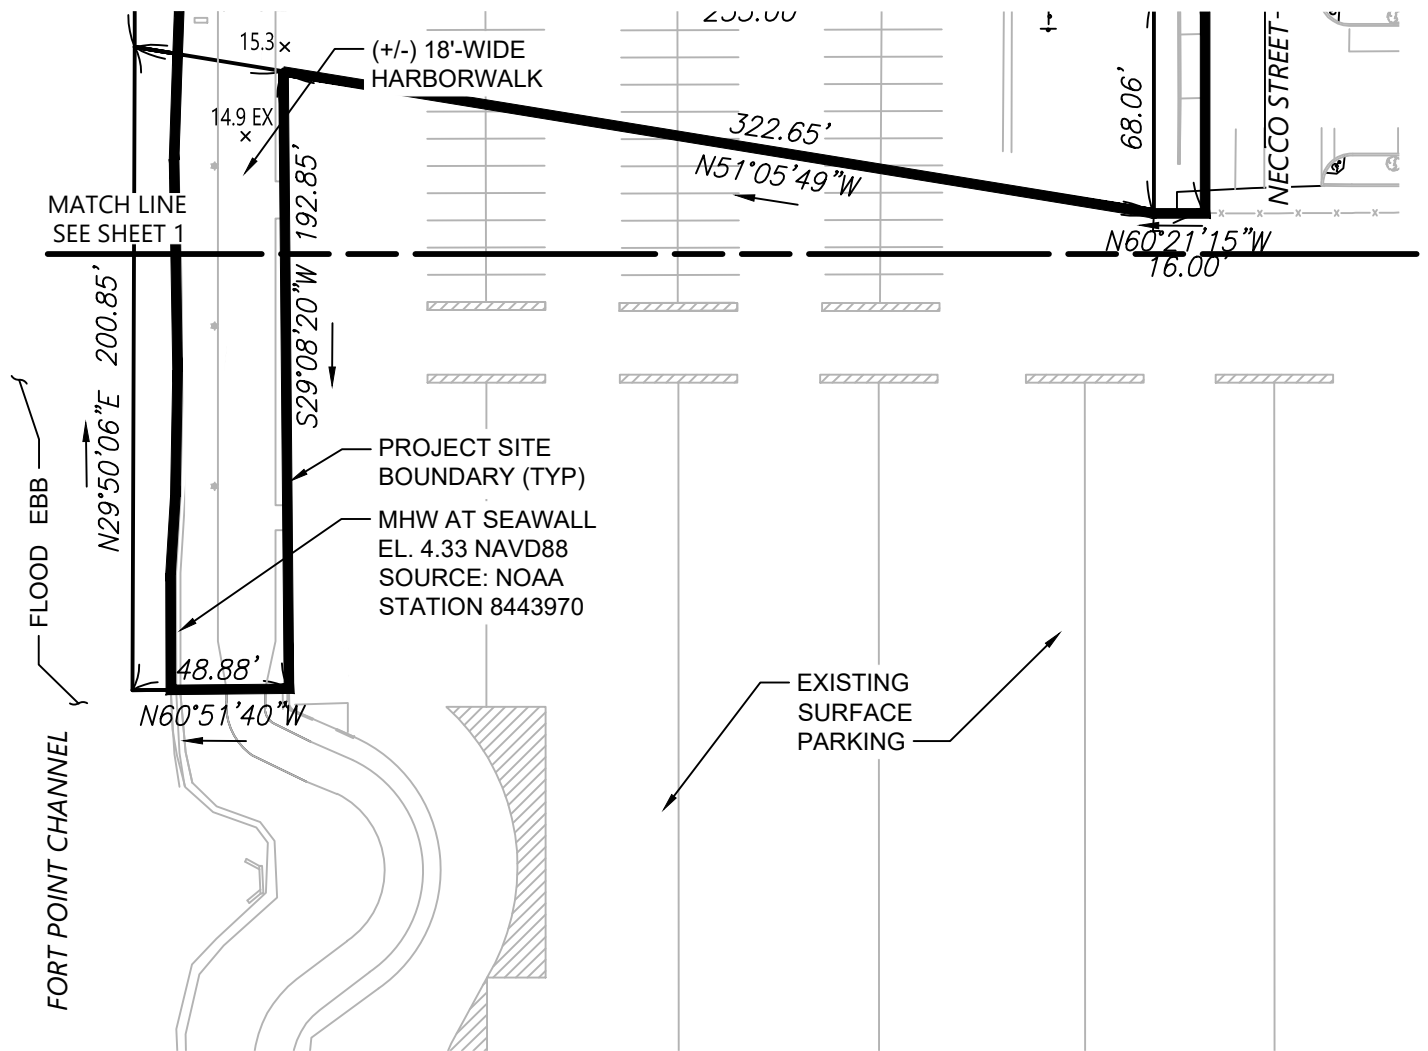 15.3
(+/-) 18'-WIDE
HARBORWALK
14.9 EX
322.65'
N51°05'49"W
68.06'
NECCO STREET
MATCH LINE
SEE SHEET 1
192.85'
S29°08'20"W
N60°21'15"W
16.00'
200.85'
N29°50'06"E
FLOOD EBB
PROJECT SITE
BOUNDARY (TYP)
MHW AT SEAWALL
EL. 4.33 NAVD88
SOURCE: NOAA
STATION 8443970
48.88'
N60°51'40"W
EXISTING
SURFACE
PARKING
FORT POINT CHANNEL